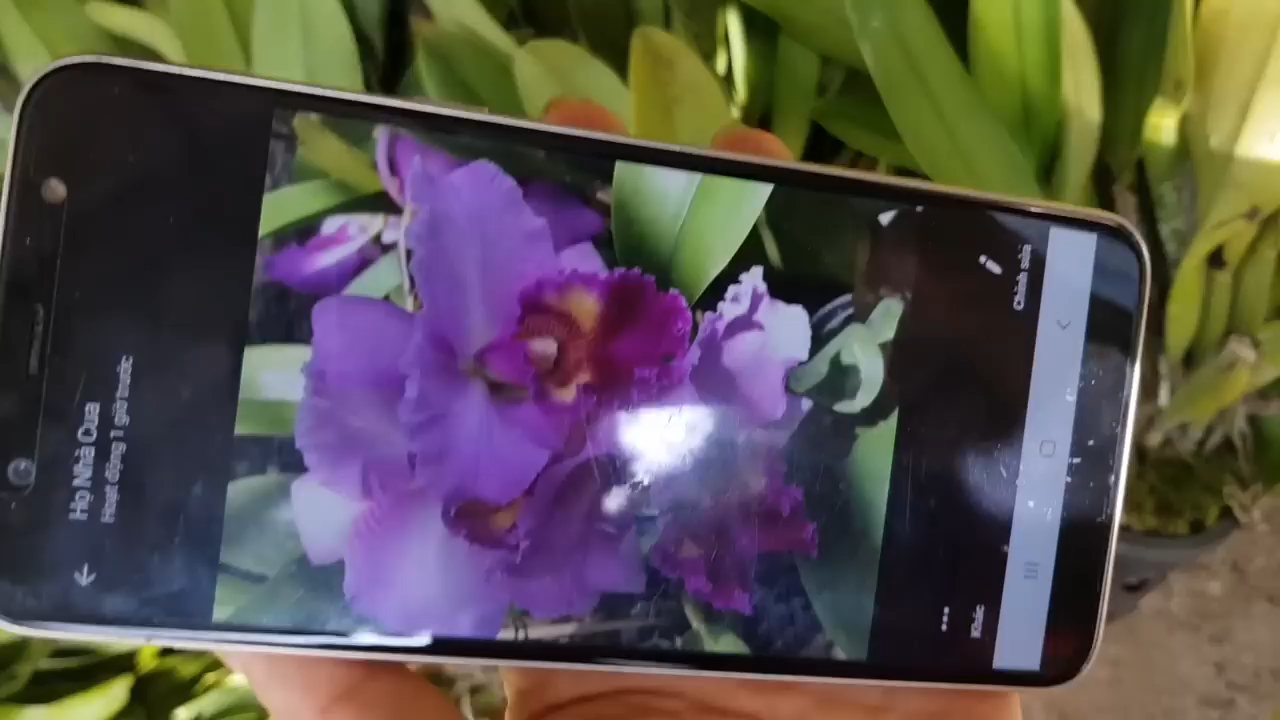 Họ Nhà Cua
Hoạt động 1 giờ trước
Chỉnh sửa
Khác